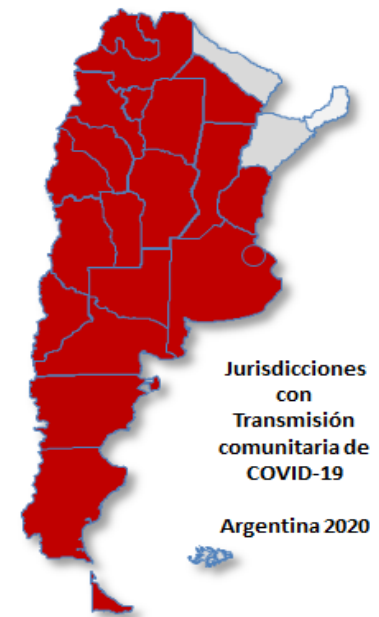 Jurisdicciones
con
Transmisión
comunitaria de
COVID-19
Argentina 2020